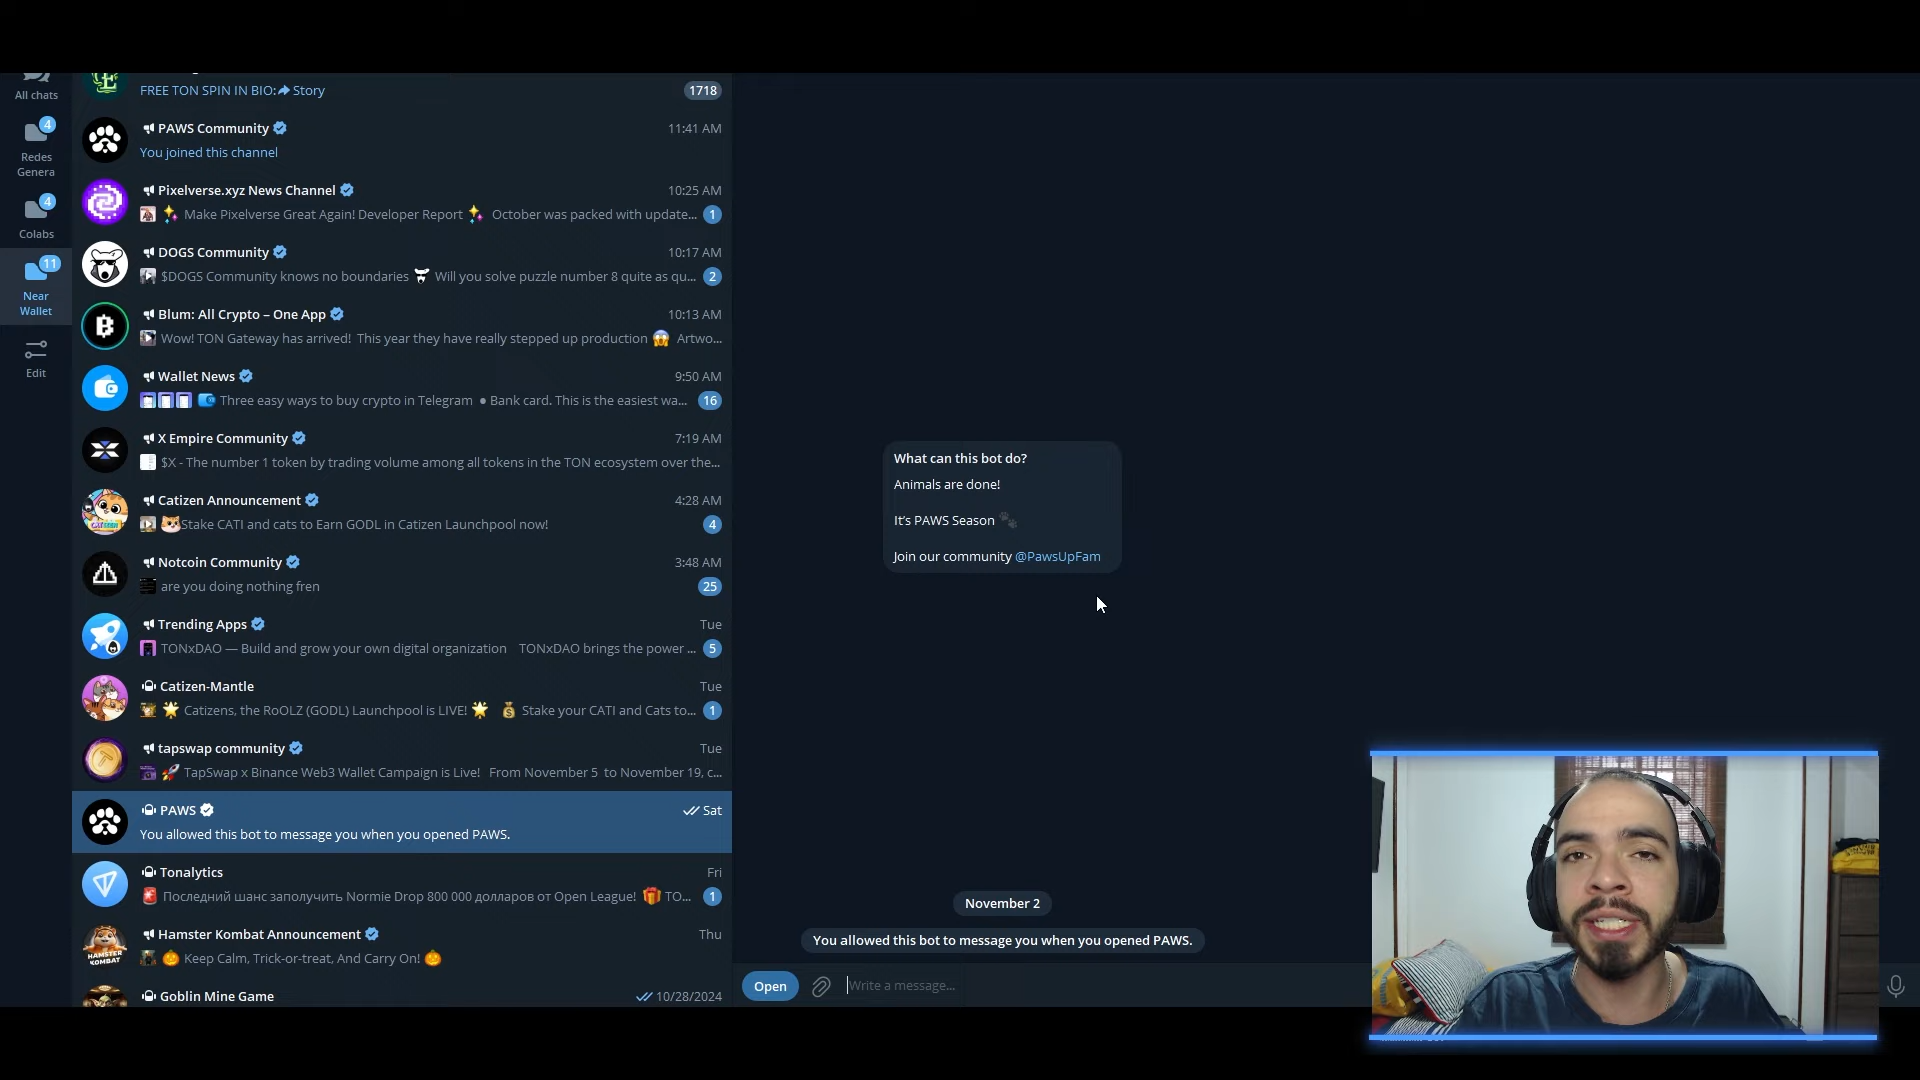 All chats
4
Redes
Genera
4
Colabs
11
Near
Wallet
Edit
FREE TON SPIN IN BIO: Story
1718
PAWS Community
11:41 AM
You joined this channel
Pixelverse.xyz News Channel
10:25 AM
Make Pixelverse Great Again! Developer Report ✨ October was packed with update...
1
DOGS Community
10:17 AM
$DOGS Community knows no boundaries Will you solve puzzle number 8 quite as qu...
2
Blum: All Crypto – One App
10:13 AM
Wow! TON Gateway has arrived! This year they have really stepped up production 😱 Artwo...
Wallet News
9:50 AM
Three easy ways to buy crypto in Telegram ● Bank card. This is the easiest wa...
16
X Empire Community
7:19 AM
$X - The number 1 token by trading volume among all tokens in the TON ecosystem over the...
Catizen Announcement
4:28 AM
Stake CATI and cats to Earn GODL in Catizen Launchpool now!
4
Notcoin Community
3:48 AM
are you doing nothing fren
25
Trending Apps
Tue
TONxDAO — Build and grow your own digital organization TONxDAO brings the power ...
5
Catizen-Mantle
Tue
🌟 Catizens, the RoOLZ (GODL) Launchpool is LIVE! 🌟 💰 Stake your CATI and Cats to...
1
tapswap community
Tue
🚀 TapSwap x Binance Web3 Wallet Campaign is Live! From November 5 to November 19, c...
PAWS
Sat
You allowed this bot to message you when you opened PAWS.
Tonalytics
Fri
🚨 Последний шанс заполучить Normie Drop 800 000 долларов от Open League! 🎁 TO...
1
HAMSTER
KOMBAT
Hamster Kombat Announcement
Thu
🎃 Keep Calm, Trick-or-treat, And Carry On! 🎃
Goblin Mine Game
10/28/2024
What can this bot do?
Animals are done!
It's PAWS Season 🐾
Join our community @PawsUpFam
November 2
You allowed this bot to message you when you opened PAWS.
Open
Write a message...